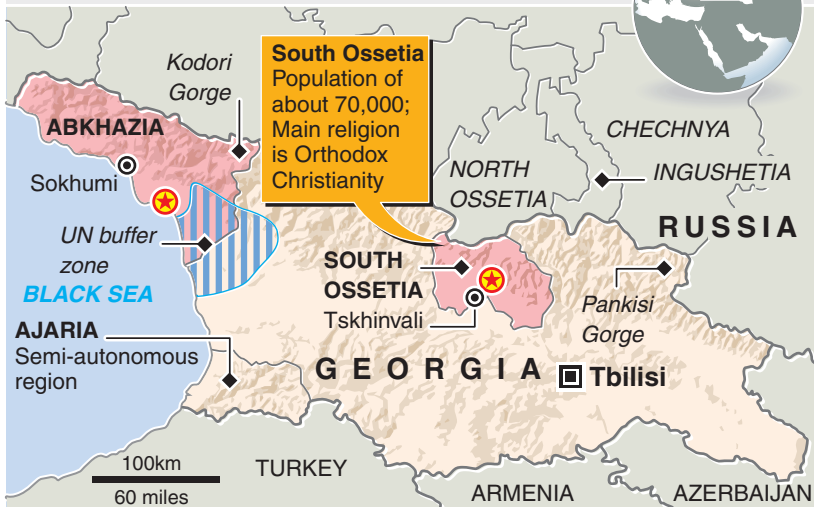 Kodori
Gorge
South Ossetia
Population of
about 70,000;
Main religion
is Orthodox
Christianity
ABKHAZIA
Sokhumi
CHECHNYA
NORTH
OSSETIA
INGUSHETIA
RUSSIA
UN buffer
zone
BLACK SEA
SOUTH
OSSETIA
Tskhinvali
Pankisi
Gorge
AJARIA
Semi-autonomous
region
GEORGIA
Tbilisi
100km
60 miles
TURKEY
ARMENIA
AZERBAIJAN